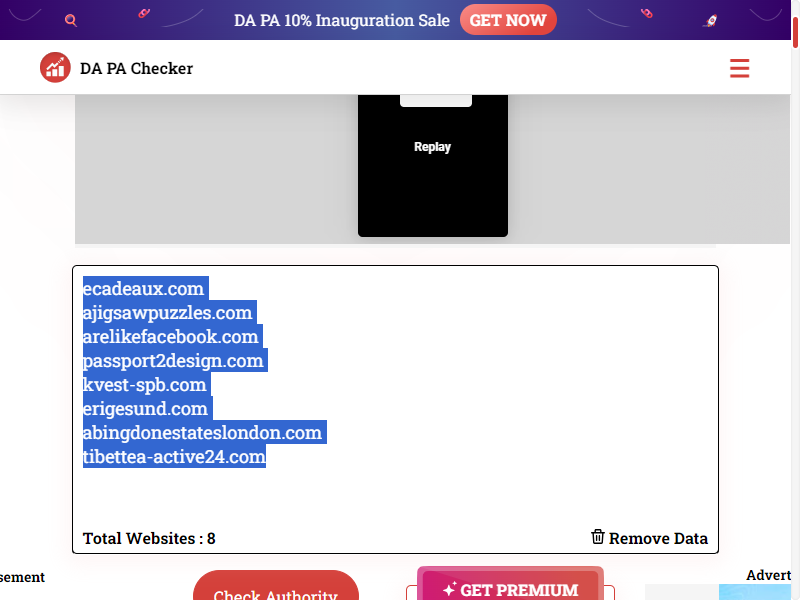 DA PA 10% Inauguration Sale GET NOW
DA PA Checker
Replay
ecadeaux.com
ajigsawpuzzles.com
arelikefacebook.com
passport2design.com
kvest-spb.com
erigesund.com
abingdonestateslondon.com
tibettea-active24.com
Total Websites : 8 Remove Data
sement
Advert
Check Authority
GET PREMIUM